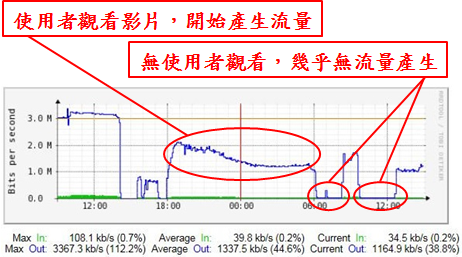 使用者觀看影片，開始產生流量
無使用者觀看，幾乎無流量產生
RRDTOOL / TOBI OETIKER
Bits per second
3.0 M
2.0 M
1.0 M
0.0
12:00 18:00 00:00 6:00 12:00
Max In: 108.1 kb/s (0.7%) Average In: 39.8 kb/s (0.2%) Current In: 34.5 kb/s (0.2%)
Max Out: 3367.3 kb/s (112.2%) Average Out: 1337.5 kb/s (44.6%) Current Out: 1164.9 kb/s (38.8%)